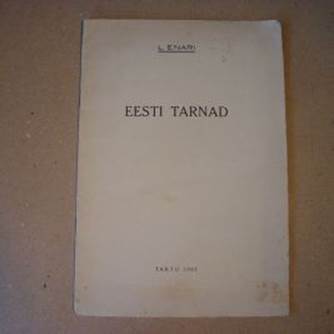 L. ENARI
EESTI TARNAD
TARTU